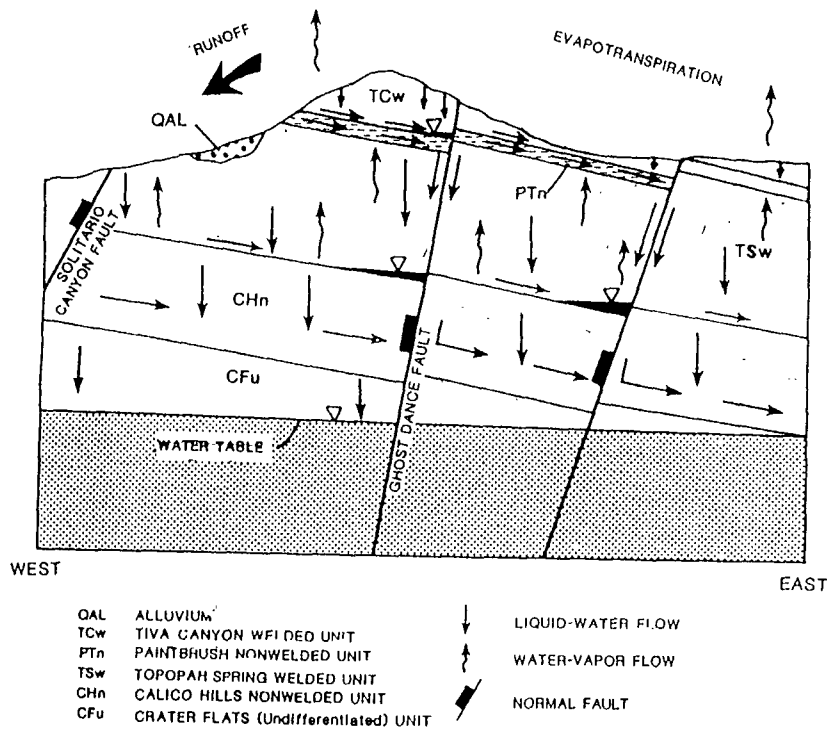 RUNOFF
EVAPOTRANSPIRATION
TCw
QAL
PTn
SOLITARIO
CANYON FAULT
TSw
CHn
CFu
GHOST DANCE FAULT
WATER TABLE
WEST
EAST
QAL ALLUVIUM
TCw TIVA CANYON WELDED UNIT
PTn PAINTBRUSH NONWELDED UNIT
TSw TOPOPAH SPRING WELDED UNIT
CHn CALICO HILLS NONWELDED UNIT
CFu CRATER FLATS (Undifferentiated) UNIT
LIQUID-WATER FLOW
WATER-VAPOR FLOW
NORMAL FAULT